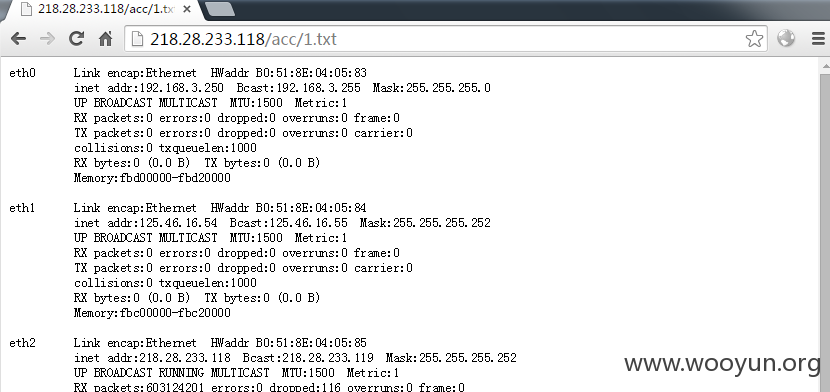 218.28.233.118/acc/1.tx
218.28.233.118/acc/1.txt
eth0 Link encap:Ethernet HWaddr B0:51:8E:04:05:83
inet addr:192.168.3.250 Bcast:192.168.3.255 Mask:255.255.255.0
UP BROADCAST MULTICAST MTU:1500 Metric:1
RX packets:0 errors:0 dropped:0 overruns:0 frame:0
TX packets:0 errors:0 dropped:0 overruns:0 carrier:0
collisions:0 txqueuelen:1000
RX bytes:0 (0.0 B) TX bytes:0 (0.0 B)
Memory:fbd00000-fbd20000
eth1 Link encap:Ethernet HWaddr B0:51:8E:04:05:84
inet addr:125.46.16.54 Bcast:125.46.16.55 Mask:255.255.255.252
UP BROADCAST MULTICAST MTU:1500 Metric:1
RX packets:0 errors:0 dropped:0 overruns:0 frame:0
TX packets:0 errors:0 dropped:0 overruns:0 carrier:0
collisions:0 txqueuelen:1000
RX bytes:0 (0.0 B) TX bytes:0 (0.0 B)
Memory:fbc00000-fbc20000
eth2 Link encap:Ethernet HWaddr B0:51:8E:04:05:85
inet addr:218.28.233.118 Bcast:218.28.233.119 Mask:255.255.255.252
UP BROADCAST RUNNING MULTICAST MTU:1500 Metric:1
RX packets:603124201 errors:0 dropped:116 overruns:0 frame:0
www.wooyun.org